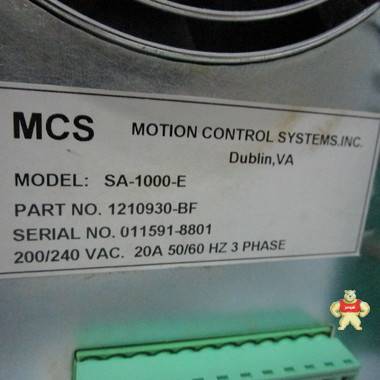 MCS MOTION CONTROL SYSTEMS.INC.
Dublin,VA
MODEL: SA-1000-E
PART NO. 1210930-BF
SERIAL NO. 011591-8801
200/240 VAC. 20A 50/60 HZ 3 PHASE